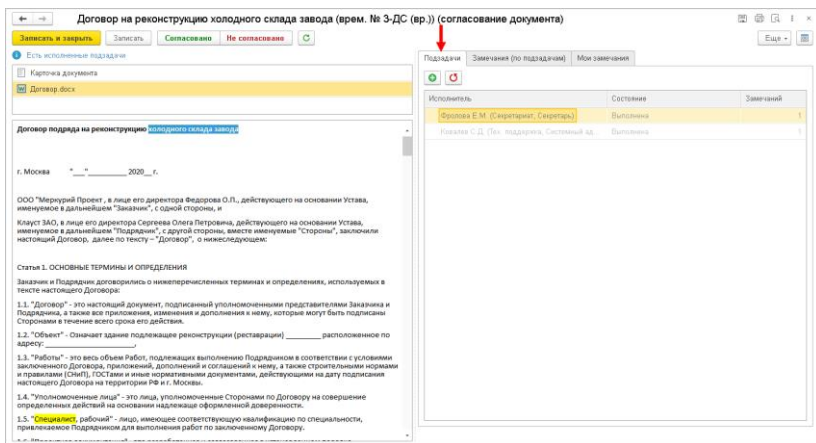 Договор на реконструкцию холодного склада завода (врем. № 3-ДС (вр.)) (согласование документа)
Записать и закрыть Записать Согласовано Не согласовано Еще
Есть исполненные подзадачи
Подзадачи Замечания (по подзадачам) Мои замечания
Карточка документа
Договор.docx
Исполнитель Состояние Замечаний
Фролова Е.М. (Секретариат, Секретарь) Выполнена 1
Ковалев С.Д. (Тех. поддержка, Системный ад... Выполнена 1
Договор подряда на реконструкцию холодного склада завода
г. Москва "___"__________ 2020__ г.
ООО "Меркурий Проект , в лице его директора Федорова О.П., действующего на основании Устава,
именуемое в дальнейшем "Заказчик", с одной стороны, и
Клауст ЗАО, в лице его директора Сергеева Олега Петровича, действующего на основании Устава,
именуемое в дальнейшем "Подрядчик", с другой стороны, вместе именуемые "Стороны", заключили
настоящий Договор, далее по тексту – "Договор", о нижеследующем:
Статья 1. ОСНОВНЫЕ ТЕРМИНЫ И ОПРЕДЕЛЕНИЯ
Заказчик и Подрядчик договорились о нижеперечисленных терминах и определениях, используемых в
тексте настоящего Договора:
1.1. "Договор" - это настоящий документ, подписанный уполномоченными представителями Заказчика и
Подрядчика, а также все приложения, изменения и дополнения к нему, которые могут быть подписаны
Сторонами в течение всего срока его действия.
1.2. "Объект" - Означает здание подлежащее реконструкции (реставрации) _________ расположенное по
адресу: ______________________,
1.3. "Работы" - это весь объем Работ, подлежащих выполнению Подрядчиком в соответствии с условиями
заключенного Договора, приложений, дополнений и соглашений к нему, а также строительными нормами
и правилами (СНиП), ГОСТами и иные нормативными документами, действующими на дату подписания
настоящего Договора на территории РФ и г. Москвы.
1.4. "Уполномоченные лица" - это лица, уполномоченные Сторонами по Договору на совершение
определенных действий на основании надлежаще оформленной доверенности.
1.5. "Специалист, рабочий" - лицо, имеющее соответствующую квалификацию по специальности,
привлекаемое Подрядчиком для выполнения работ по заключенному Договору.